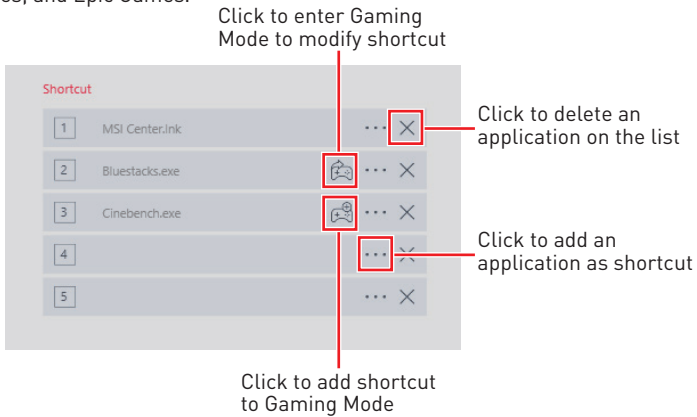 es, and Epic Games.
Click to enter Gaming
Mode to modify shortcut
Shortcut
1 MSI Center.lnk ... X
2 Bluestacks.exe ... X
3 Cinebench.exe ... X
4 ... X
5 ... X
Click to delete an
application on the list
Click to add an
application as shortcut
Click to add shortcut
to Gaming Mode